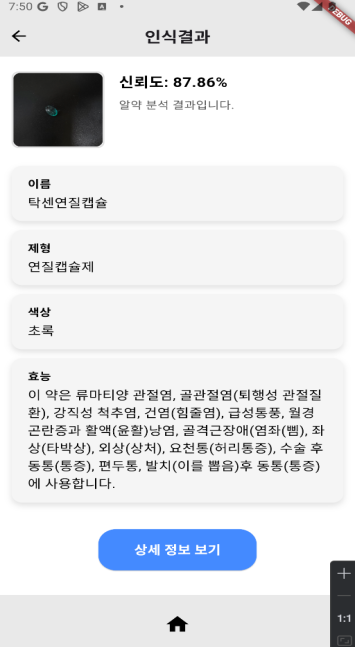 7:50
DEBUG
인식결과
신뢰도: 87.86%
알약 분석 결과입니다.
이름
탁센연질캡슐
제형
연질캡슐제
색상
초록
효능
이 약은 류마티양 관절염, 골관절염(퇴행성 관절질
환), 강직성 척추염, 건염(힘줄염), 급성통풍, 월경
곤란증과 활액(윤활)낭염, 골격근장애(염좌(삠), 좌
상(타박상), 외상(상처), 요천통(허리통증), 수술 후
동통(통증), 편두통, 발치(이를 뽑음)후 동통(통증)
에 사용합니다.
상세 정보 보기
1:1